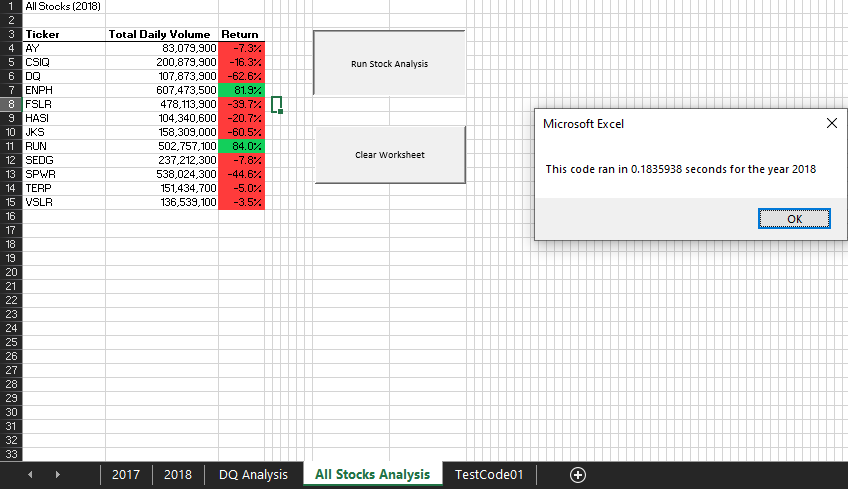 1 All Stocks (2018)
2
3 Ticker Total Daily Volume Return
4 AY 83,079,900 -7.3%
5 CSIQ 200,879,900 -16.3%
6 DQ 107,873,900 -62.6%
7 ENPH 607,473,500 81.9%
8 FSLR 478,113,900 -39.7%
9 HASI 104,340,600 -20.7%
10 JKS 158,309,000 -60.5%
11 RUN 502,757,100 84.0%
12 SEDG 237,212,300 -7.8%
13 SPWR 538,024,300 -44.6%
14 TERP 151,434,700 -5.0%
15 VSLR 136,539,100 -3.5%
16
17
18
19
20
21
22
23
24
25
26
27
28
29
30
31
32
33
Run Stock Analysis
Clear Worksheet
Microsoft Excel
This code ran in 0.1835938 seconds for the year 2018
OK
2017 2018 DQ Analysis All Stocks Analysis TestCode01